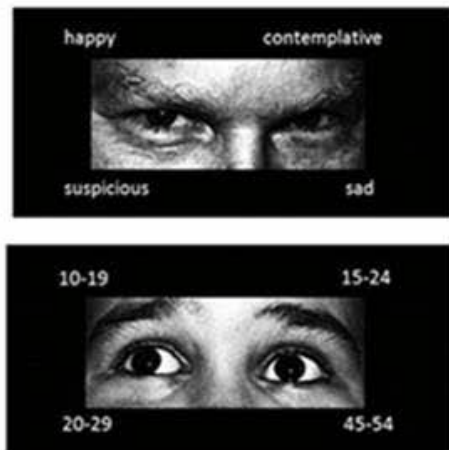 happy contemplative
suspicious sad
10-19 15-24
20-29 45-54